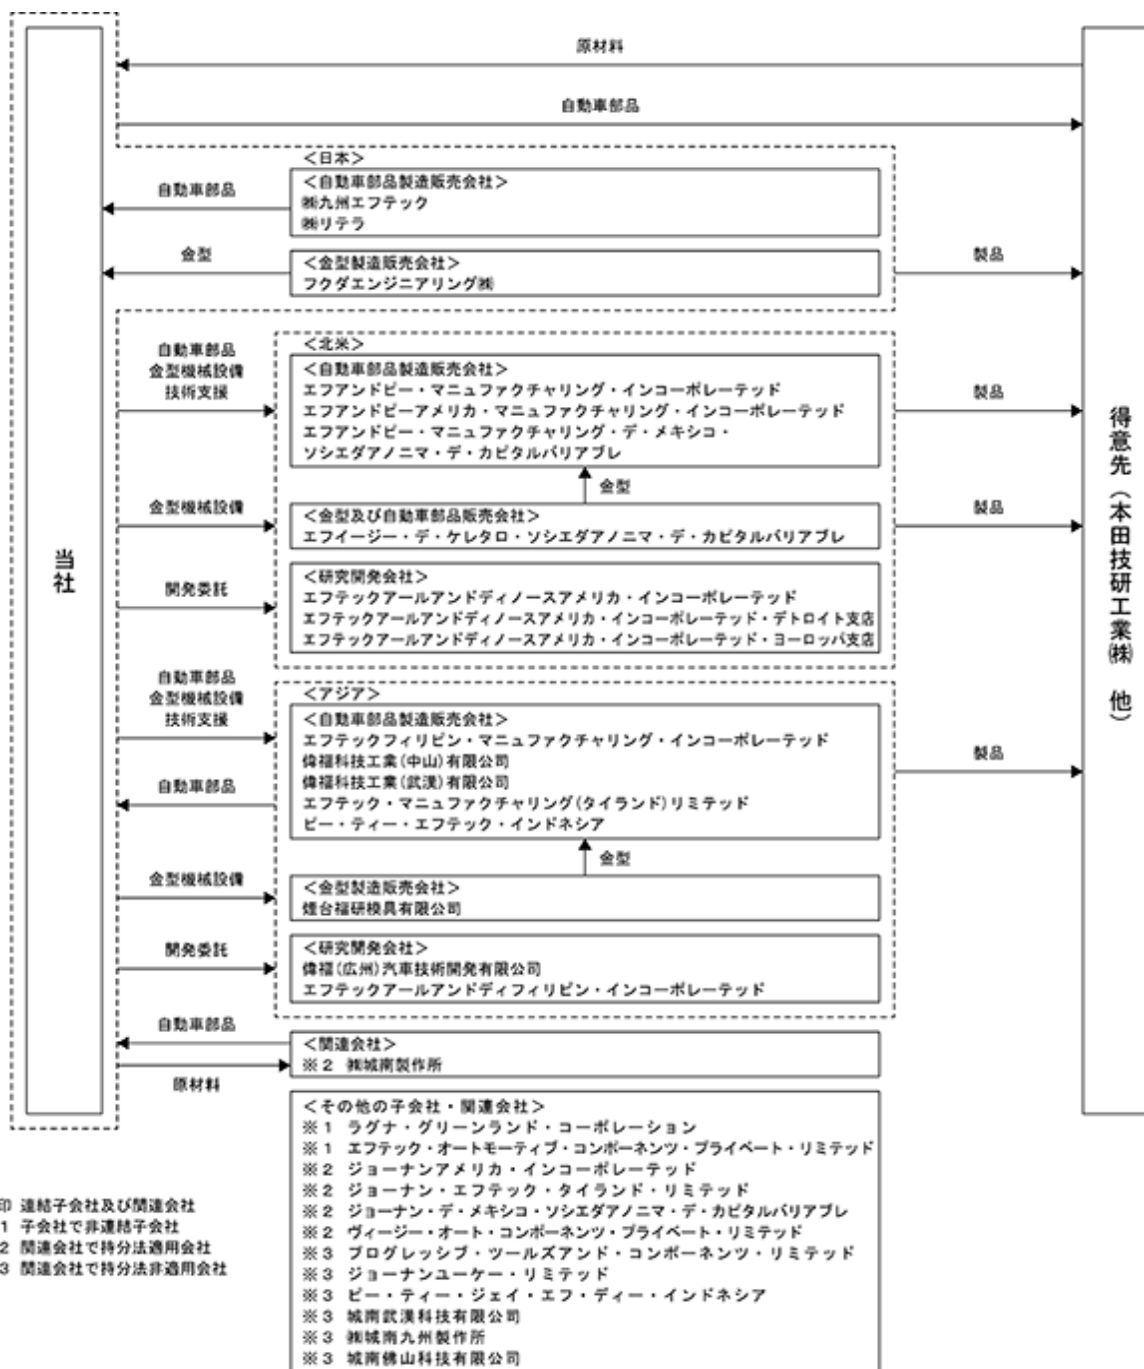 原材料
自動車部品
当社
得意先（本田技研工業㈱ 他）
＜日本＞
自動車部品
＜自動車部品製造販売会社＞
㈱九州エフテック
㈱リテラ
金型
＜金型製造販売会社＞
フクダエンジニアリング㈱
製品
＜北米＞
自動車部品
金型機械設備
技術支援
＜自動車部品製造販売会社＞
エフアンドピー・マニュファクチャリング・インコーポレーテッド
エフアンドピーアメリカ・マニュファクチャリング・インコーポレーテッド
エフアンドピー・マニュファクチャリング・デ・メキシコ・
ソシエダアノニマ・デ・カピタルバリアブレ
製品
金型
金型機械設備
＜金型及び自動車部品販売会社＞
エフイージー・デ・ケレタロ・ソシエダアノニマ・デ・カピタルバリアブレ
製品
開発委託
＜研究開発会社＞
エフテックアールアンドディノースアメリカ・インコーポレーテッド
エフテックアールアンドディノースアメリカ・インコーポレーテッド・デトロイト支店
エフテックアールアンドディノースアメリカ・インコーポレーテッド・ヨーロッパ支店
＜アジア＞
自動車部品
金型機械設備
技術支援
＜自動車部品製造販売会社＞
エフテックフィリピン・マニュファクチャリング・インコーポレーテッド
偉福科技工業(中山)有限公司
偉福科技工業(武漢)有限公司
エフテック・マニュファクチャリング(タイランド)リミテッド
ピー・ティー・エフテック・インドネシア
自動車部品
製品
金型
金型機械設備
＜金型製造販売会社＞
煙台福研模具有限公司
開発委託
＜研究開発会社＞
偉福(広州)汽車技術開発有限公司
エフテックアールアンドディフィリピン・インコーポレーテッド
自動車部品
原材料
＜関連会社＞
※２ ㈱城南製作所
＜その他の子会社・関連会社＞
※１ ラグナ・グリーンランド・コーポレーション
※１ エフテック・オートモーティブ・コンポーネンツ・プライベート・リミテッド
※２ ジョーナンアメリカ・インコーポレーテッド
※２ ジョーナン・エフテック・タイランド・リミテッド
※２ ジョーナン・デ・メキシコ・ソシエダアノニマ・デ・カピタルバリアブレ
※２ ヴィージー・オート・コンポーネンツ・プライベート・リミテッド
※３ プログレッシブ・ツールズアンド・コンポーネンツ・リミテッド
※３ ジョーナンユーケー・リミテッド
※３ ピー・ティー・ジェイ・エフ・ディー・インドネシア
※３ 城南武漢科技有限公司
※３ ㈱城南九州製作所
※３ 城南佛山科技有限公司
印 連結子会社及び関連会社
1 子会社で非連結子会社
2 関連会社で持分法適用会社
3 関連会社で持分法非適用会社